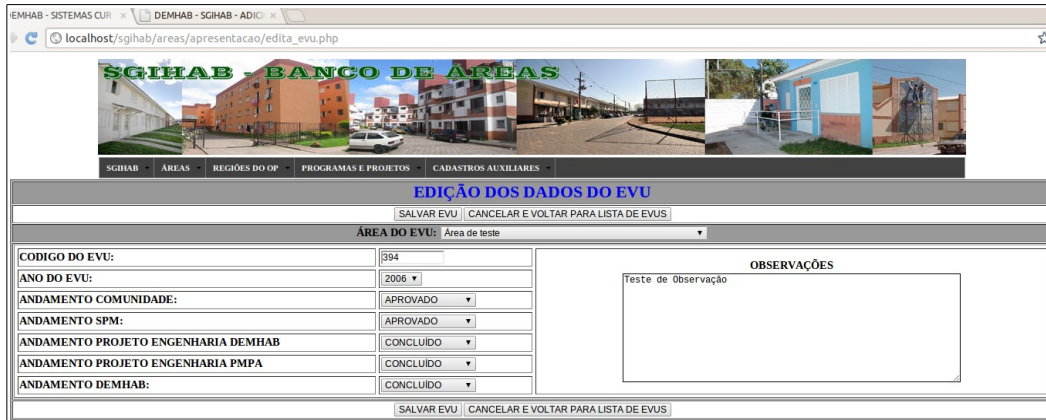 DEMHAB - SISTEMAS CUR × DEMHAB - SGIHAB - ADIC ×
localhost/sgihab/areas/apresentacao/edita_evu.php
SGIHAB - BANCO DE ÁREAS
SGIHAB ÁREAS REGIÕES DO OP PROGRAMAS E PROJETOS CADASTROS AUXILIARES
EDIÇÃO DOS DADOS DO EVU
SALVAR EVU CANCELAR E VOLTAR PARA LISTA DE EVUS
ÁREA DO EVU: Área de teste
CODIGO DO EVU: 394
ANO DO EVU: 2006
ANDAMENTO COMUNIDADE: APROVADO
ANDAMENTO SPM: APROVADO
ANDAMENTO PROJETO ENGENHARIA DEMHAB CONCLUÍDO
ANDAMENTO PROJETO ENGENHARIA PMPA CONCLUÍDO
ANDAMENTO DEMHAB: CONCLUÍDO
OBSERVAÇÕES
Teste de Observação
SALVAR EVU CANCELAR E VOLTAR PARA LISTA DE EVUS